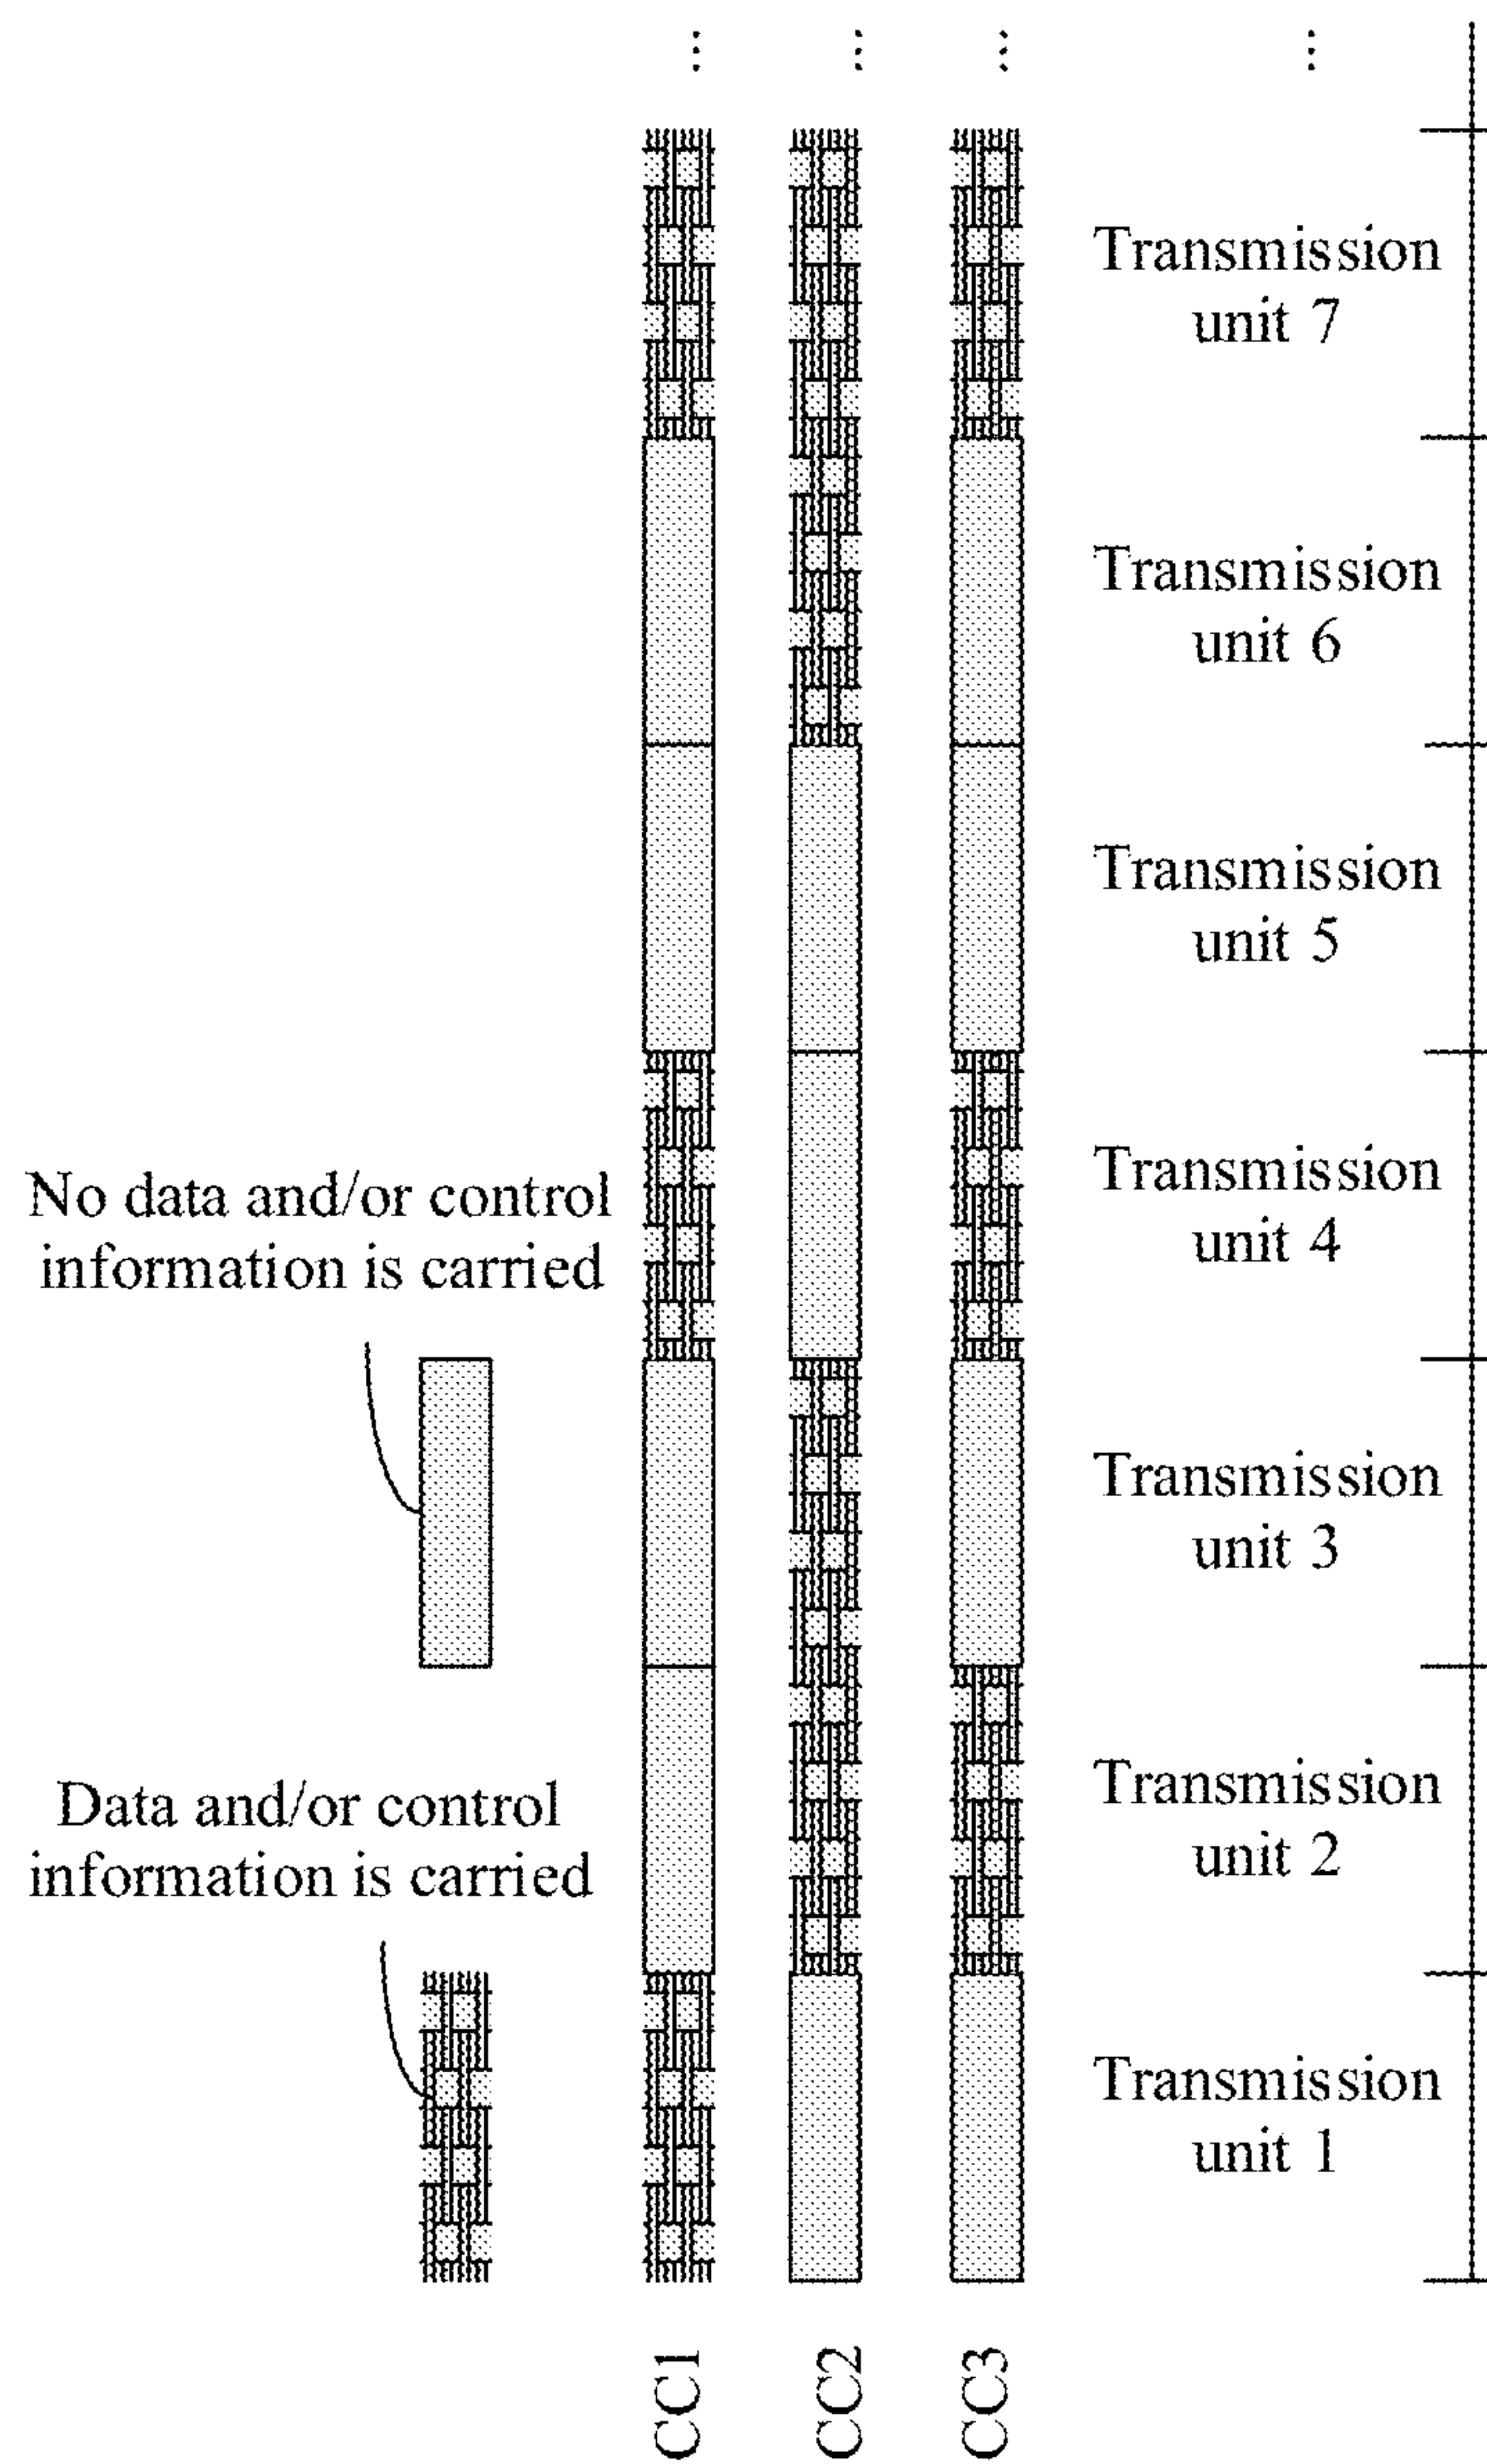 ...
...
...
...
Transmission
unit 7
Transmission
unit 6
Transmission
unit 5
Transmission
unit 4
No data and/or control
information is carried
Transmission
unit 3
Transmission
unit 2
Data and/or control
information is carried
Transmission
unit 1
CC1
CC2
CC3